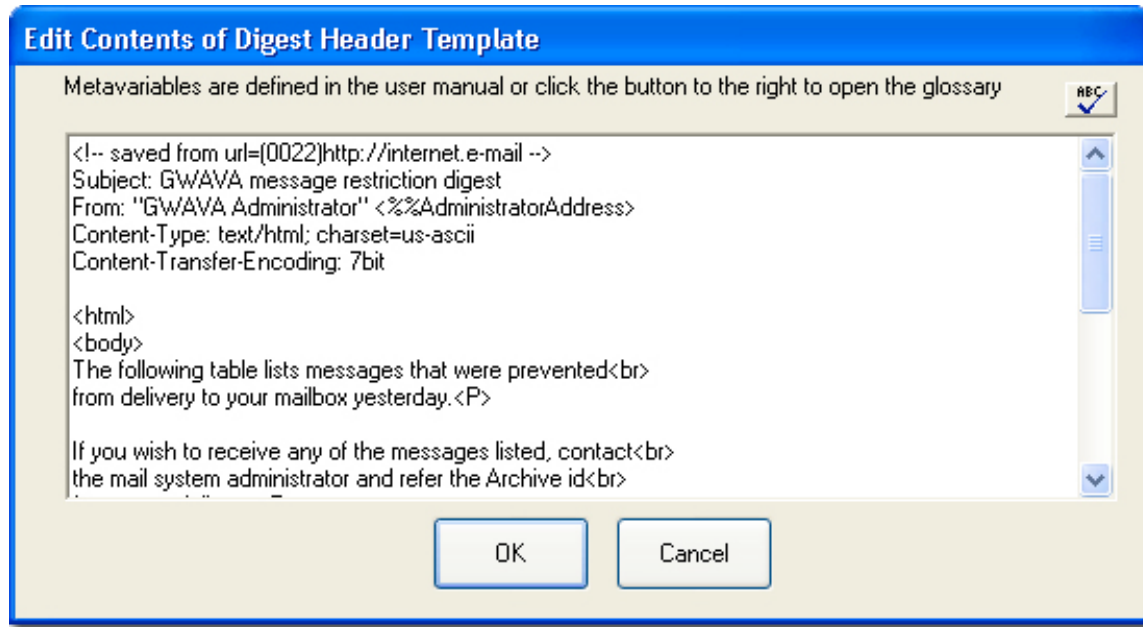 Edit Contents of Digest Header Template
Metavariables are defined in the user manual or click the button to the right to open the glossary
ABC
<!-- saved from url=(0022)http://internet.e-mail -->
Subject: GWAVA message restriction digest
From: "GWAVA Administrator" <%%AdministratorAddress>
Content-Type: text/html; charset=us-ascii
Content-Transfer-Encoding: 7bit
<html>
<body>
The following table lists messages that were prevented<br>
from delivery to your mailbox yesterday.<P>
If you wish to receive any of the messages listed, contact<br>
the mail system administrator and refer the Archive id<br>
OK
Cancel